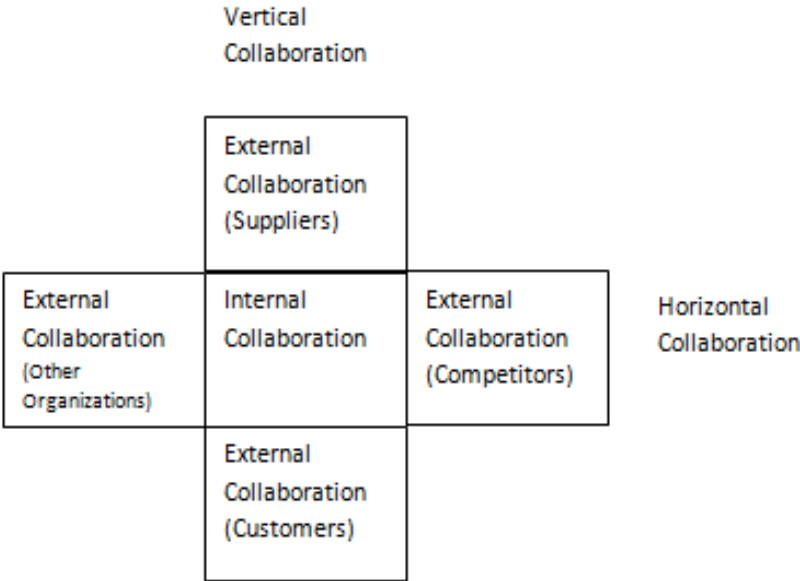 Vertical
Collaboration
External
Collaboration
(Suppliers)
External
Collaboration
(Other
Organizations)
Internal
Collaboration
External
Collaboration
(Competitors)
Horizontal
Collaboration
External
Collaboration
(Customers)